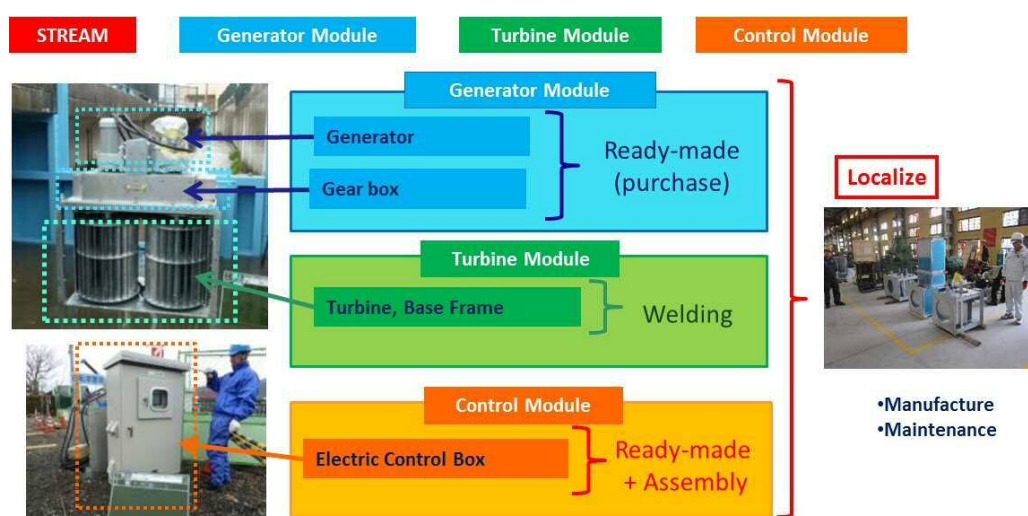 STREAM
Generator Module
Turbine Module
Control Module
Generator Module
Generator
Gear box
Ready-made
(purchase)
Turbine Module
Turbine, Base Frame
Welding
Control Module
Electric Control Box
Ready-made
+ Assembly
Localize
•Manufacture
•Maintenance